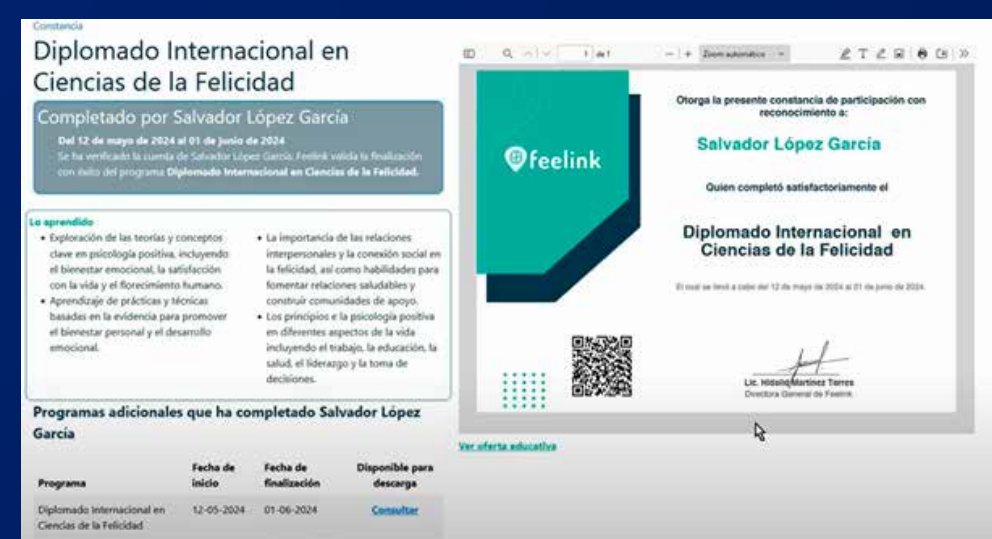 Constancia
Diplomado Internacional en
Ciencias de la Felicidad
Completado por Salvador López García
Del 12 de mayo de 2024 al 01 de junio de 2024
Se ha verificado la cuenta de Salvador López García. Feelink valida la finalización
con éxito del programa Diplomado Internacional en Ciencias de la Felicidad.
Lo aprendido
• Exploración de las teorías y conceptos
clave en psicología positiva, incluyendo
el bienestar emocional, la satisfacción
con la vida y el florecimiento humano.
• Aprendizaje de prácticas y técnicas
basadas en la evidencia para promover
el bienestar personal y el desarrollo
emocional.
• La importancia de las relaciones
interpersonales y la conexión social en
la felicidad, así como habilidades para
fomentar relaciones saludables y
construir comunidades de apoyo.
• Los principios e la psicología positiva
en diferentes aspectos de la vida
incluyendo el trabajo, la educación, la
salud, el liderazgo y la toma de
decisiones.
Programas adicionales que ha completado Salvador López
García
Programa Fecha de inicio Fecha de finalización Disponible para descarga
Diplomado Internacional en 12-05-2024 01-06-2024 Consultar
Ciencias de la Felicidad
1 de 1 Zoom automático
feelink
Otorga la presente constancia de participación con
reconocimiento a:
Salvador López García
Quien completó satisfactoriamente el
Diplomado Internacional en
Ciencias de la Felicidad
El cual se llevó a cabo del 12 de mayo de 2024 al 01 de junio de 2024.
Lic. Martínez Torres
Directora General de Feelink
Ver oferta educativa